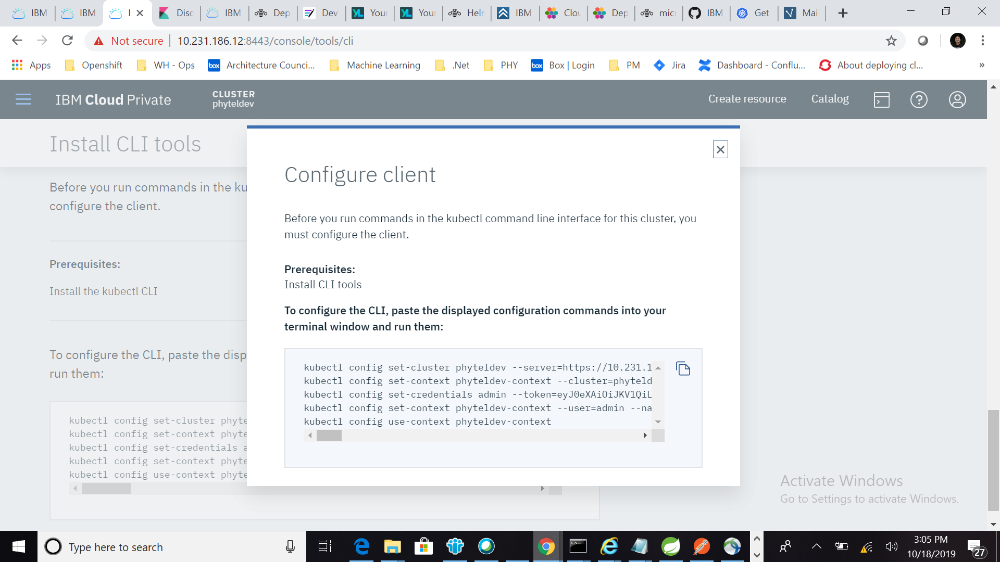 IBM
IBM
I
Disc
IBM
Dep
Dev
Your
Your
Helm
IBM
Clou
Dep
micr
IBM
Get
Mai
Not secure
10.231.186.12:8443/console/tools/cli
Apps
Openshift
WH - Ops
box
Architecture Counci...
Machine Learning
.Net
PHY
box
Box | Login
PM
Jira
Dashboard - Conflu...
About deploying cl...
»
IBM Cloud Private
CLUSTER
phyteldev
Create resource
Catalog
Install CLI tools
Before you run commands in the ku
configure the client.
Prerequisites:
Install the kubectl CLI
To configure the CLI, paste the disp
run them:
kubectl config set-cluster phyte
kubectl config set-context phyte
kubectl config set-credentials a
kubectl config set-context phyte
kubectl config use-context phyte
Configure client
Before you run commands in the kubectl command line interface for this cluster, you
must configure the client.
Prerequisites:
Install CLI tools
To configure the CLI, paste the displayed configuration commands into your
terminal window and run them:
kubectl config set-cluster phyteldev --server=https://10.231.1
kubectl config set-context phyteldev-context --cluster=phyteld
kubectl config set-credentials admin --token=eyJ0eXAiOiJKV1QiL
kubectl config set-context phyteldev-context --user=admin --na
kubectl config use-context phyteldev-context
Activate Windows
Go to Settings to activate Windows.
Type here to search
3:05 PM
10/18/2019
27